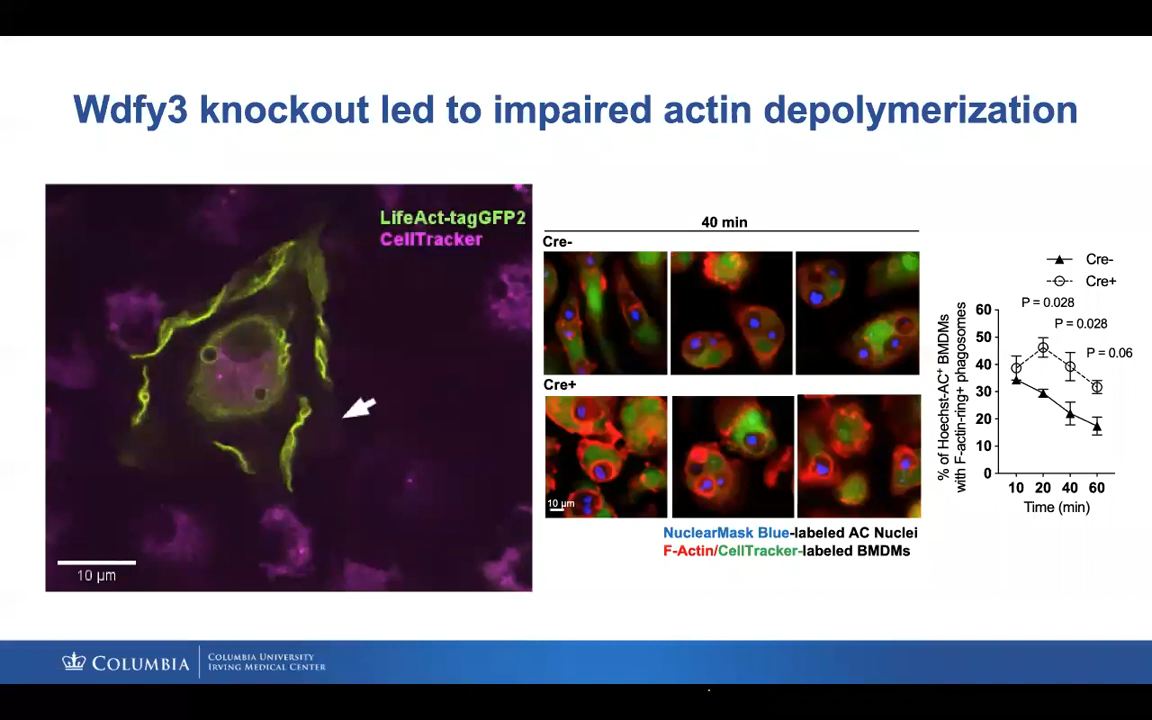 Wdfy3 knockout led to impaired actin depolymerization
LifeAct-tagGFP2
CellTracker
10 µm
40 min
Cre-
Cre+
10 µm
NuclearMask Blue-labeled AC Nuclei
F-Actin/CellTracker-labeled BMDMs
Cre-
Cre+
P = 0.028
P = 0.028
P = 0.06
% of Hoechst-AC⁺ BMDMs
with F-actin-ring+ phagosomes
60
50
40
30
20
10
0
10 20 40 60
Time (min)
COLUMBIA
COLUMBIA UNIVERSITY
IRVING MEDICAL CENTER